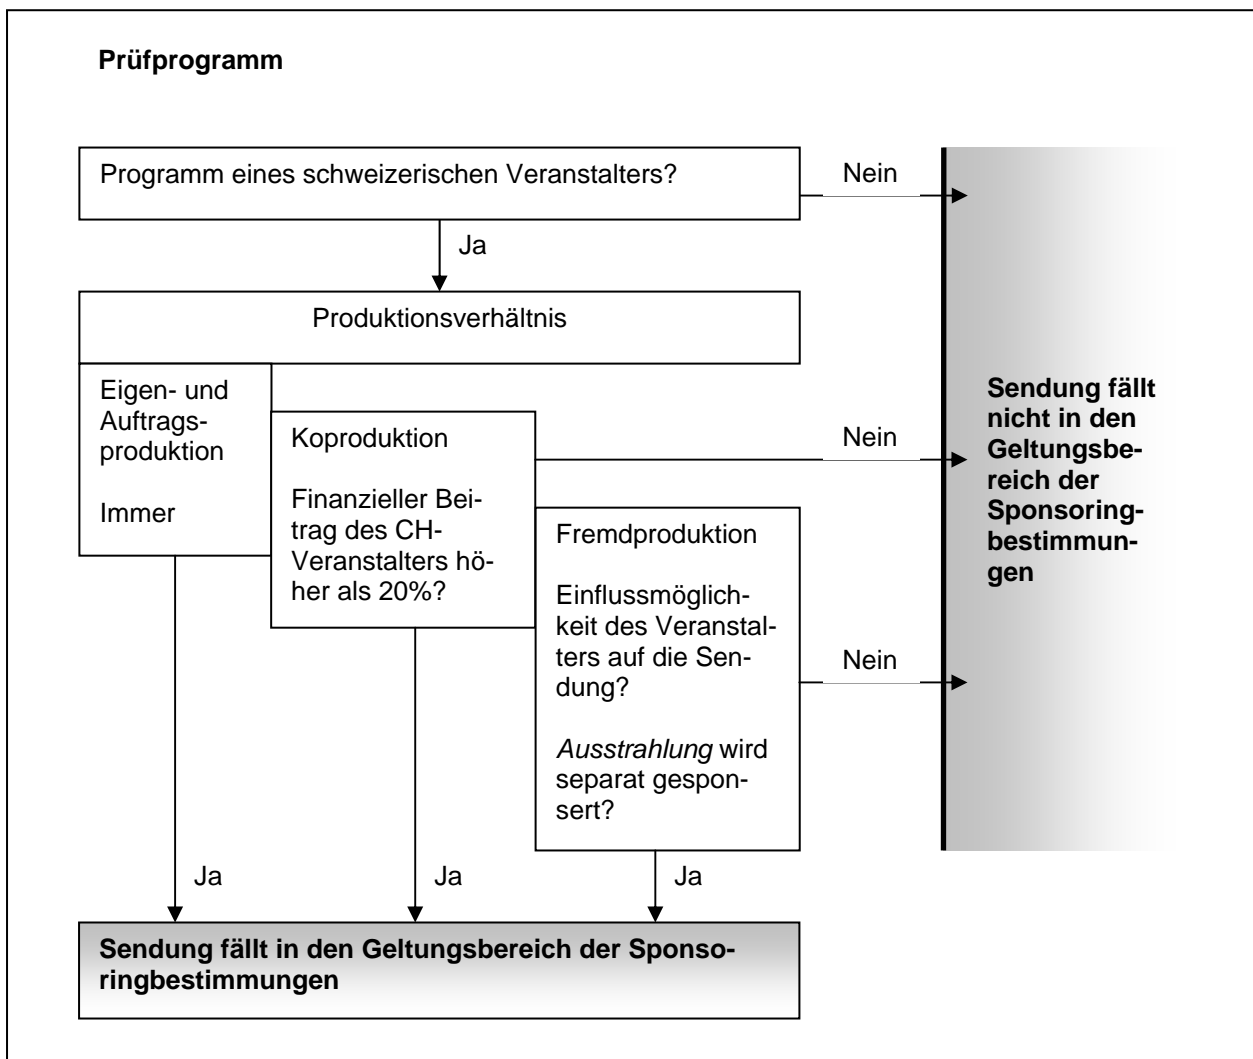 Prüfprogramm
Programm eines schweizerischen Veranstalters?
Nein
Ja
Produktionsverhältnis
Eigen- und
Auftrags-
produktion
Immer
Koproduktion
Finanzieller Bei-
trag des CH-
Veranstalters hö-
her als 20%?
Nein
Fremdproduktion
Einflussmöglich-
keit des Veranstal-
ters auf die Sen-
dung?
Ausstrahlung wird
separat gespon-
sert?
Nein
Sendung fällt
nicht in den
Geltungsbe-
reich der
Sponsoring-
bestimmun-
gen
Ja
Ja
Ja
Sendung fällt in den Geltungsbereich der Sponso-
ringbestimmungen